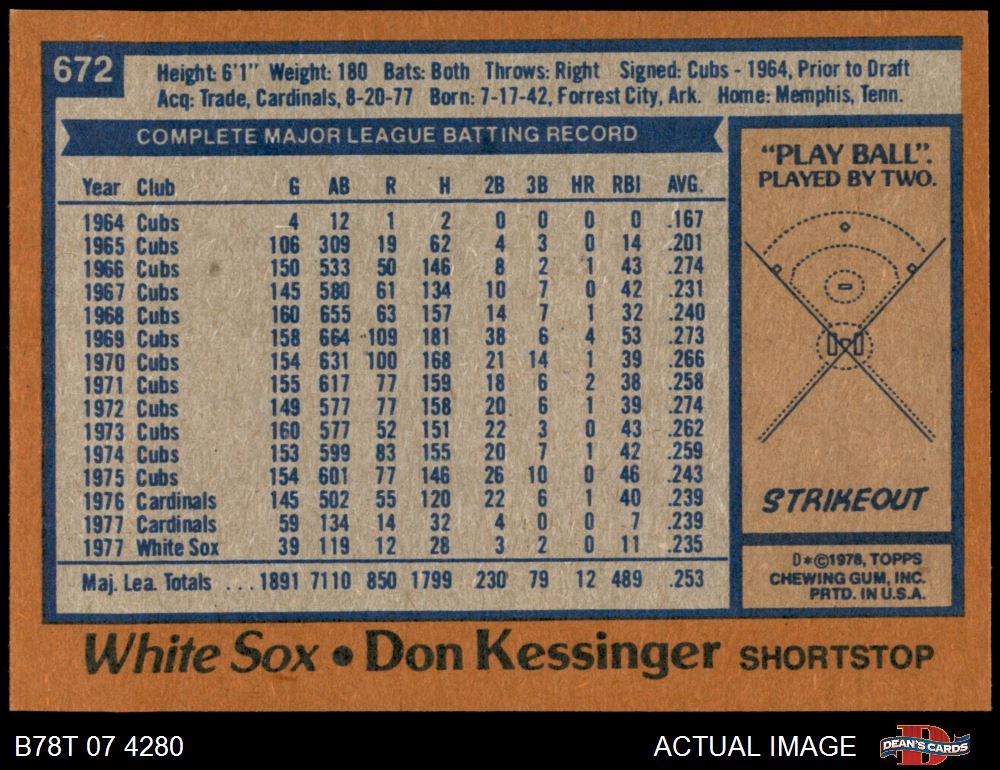 672
Height: 6'1" Weight: 180 Bats: Both Throws: Right Signed: Cubs - 1964, Prior to Draft
Acq: Trade, Cardinals, 8-20-77 Born: 7-17-42, Forrest City, Ark. Home: Memphis, Tenn.
COMPLETE MAJOR LEAGUE BATTING RECORD
Year Club G AB R H 2B 3B HR RBI AVG.
1964 Cubs 4 12 1 2 0 0 0 0 .167
1965 Cubs 106 309 19 62 4 3 0 14 .201
1966 Cubs 150 533 50 146 8 2 1 43 .274
1967 Cubs 145 580 61 134 10 7 0 42 .231
1968 Cubs 160 655 63 157 14 7 1 32 .240
1969 Cubs 158 664 109 181 38 6 4 53 .273
1970 Cubs 154 631 100 168 21 14 1 39 .266
1971 Cubs 155 617 77 159 18 6 2 38 .258
1972 Cubs 149 577 77 158 20 6 1 39 .274
1973 Cubs 160 577 52 151 22 3 0 43 .262
1974 Cubs 153 599 83 155 20 7 1 42 .259
1975 Cubs 154 601 77 146 26 10 0 46 .243
1976 Cardinals 145 502 55 120 22 6 1 40 .239
1977 Cardinals 59 134 14 32 4 0 0 7 .239
1977 White Sox 39 119 12 28 3 2 0 11 .235
Maj. Lea. Totals ... 1891 7110 850 1799 230 79 12 489 .253
"PLAY BALL".
PLAYED BY TWO.
STRIKEOUT
D*©1978, TOPPS
CHEWING GUM, INC.
PRTD. IN U.S.A.
White Sox • Don Kessinger SHORTSTOP
B78T 07 4280
ACTUAL IMAGE
D
DEAN'S CARDS